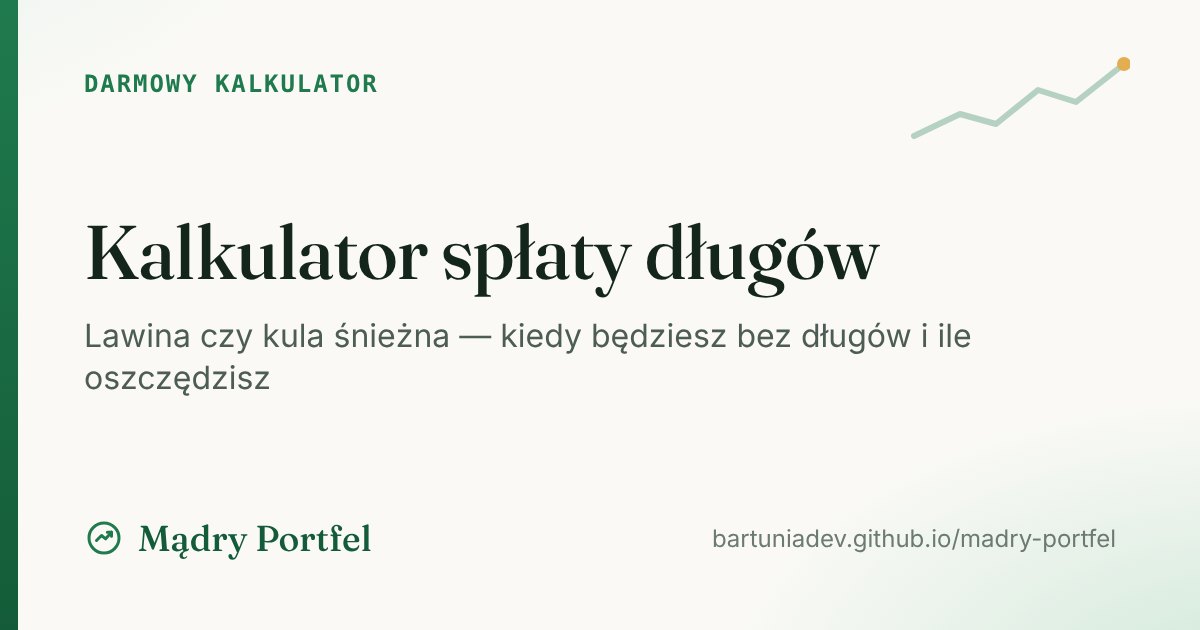 DARMOWY KALKULATOR
Kalkulator spłaty długów
Lawina czy kula śnieżna — kiedy będziesz bez długów i ile
oszczędzisz
Mądry Portfel
bartuniadev.github.io/madry-portfel